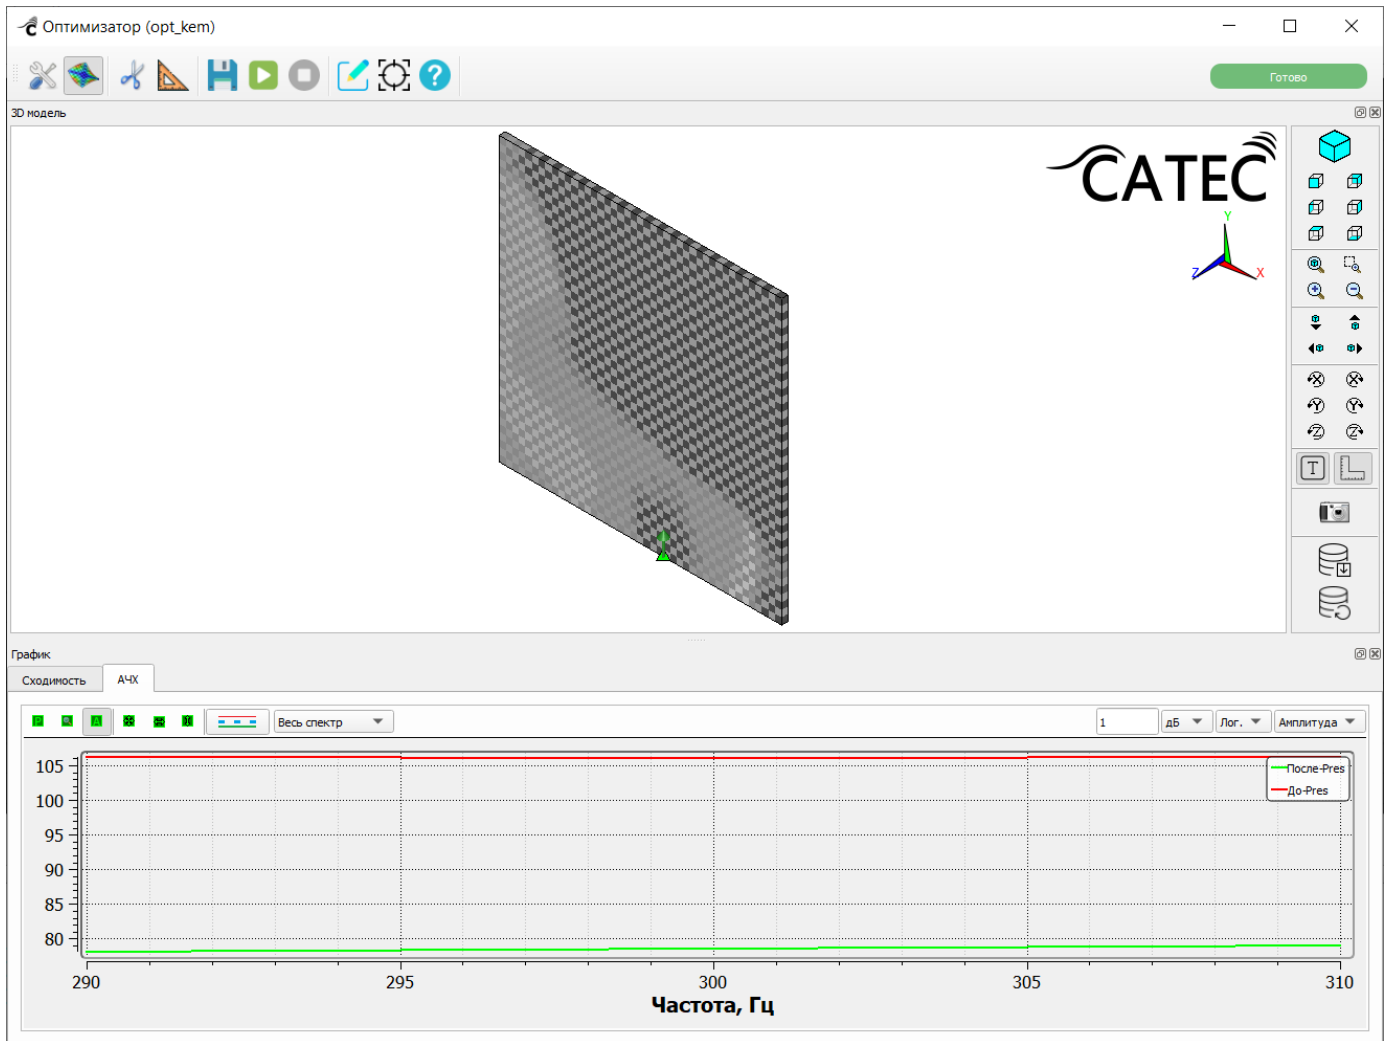 Оптимизатор (opt_kem)
Готово
3D модель
CATEC
Y
Z
X
T
График
Сходимость
АЧХ
P
A
Весь спектр
1
дБ
Лог.
Амплитуда
105
100
95
90
85
80
После-Pres
До-Pres
290
295
300
305
310
Частота, Гц